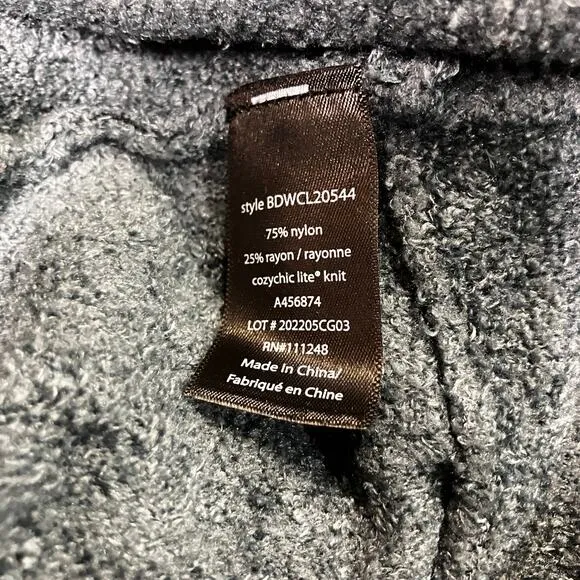 style BDWCL20544
75% nylon
25% rayon / rayonne
cozychic lite® knit
A456874
LOT # 202205CG03
RN#111248
Made in China/
Fabriqué en Chine